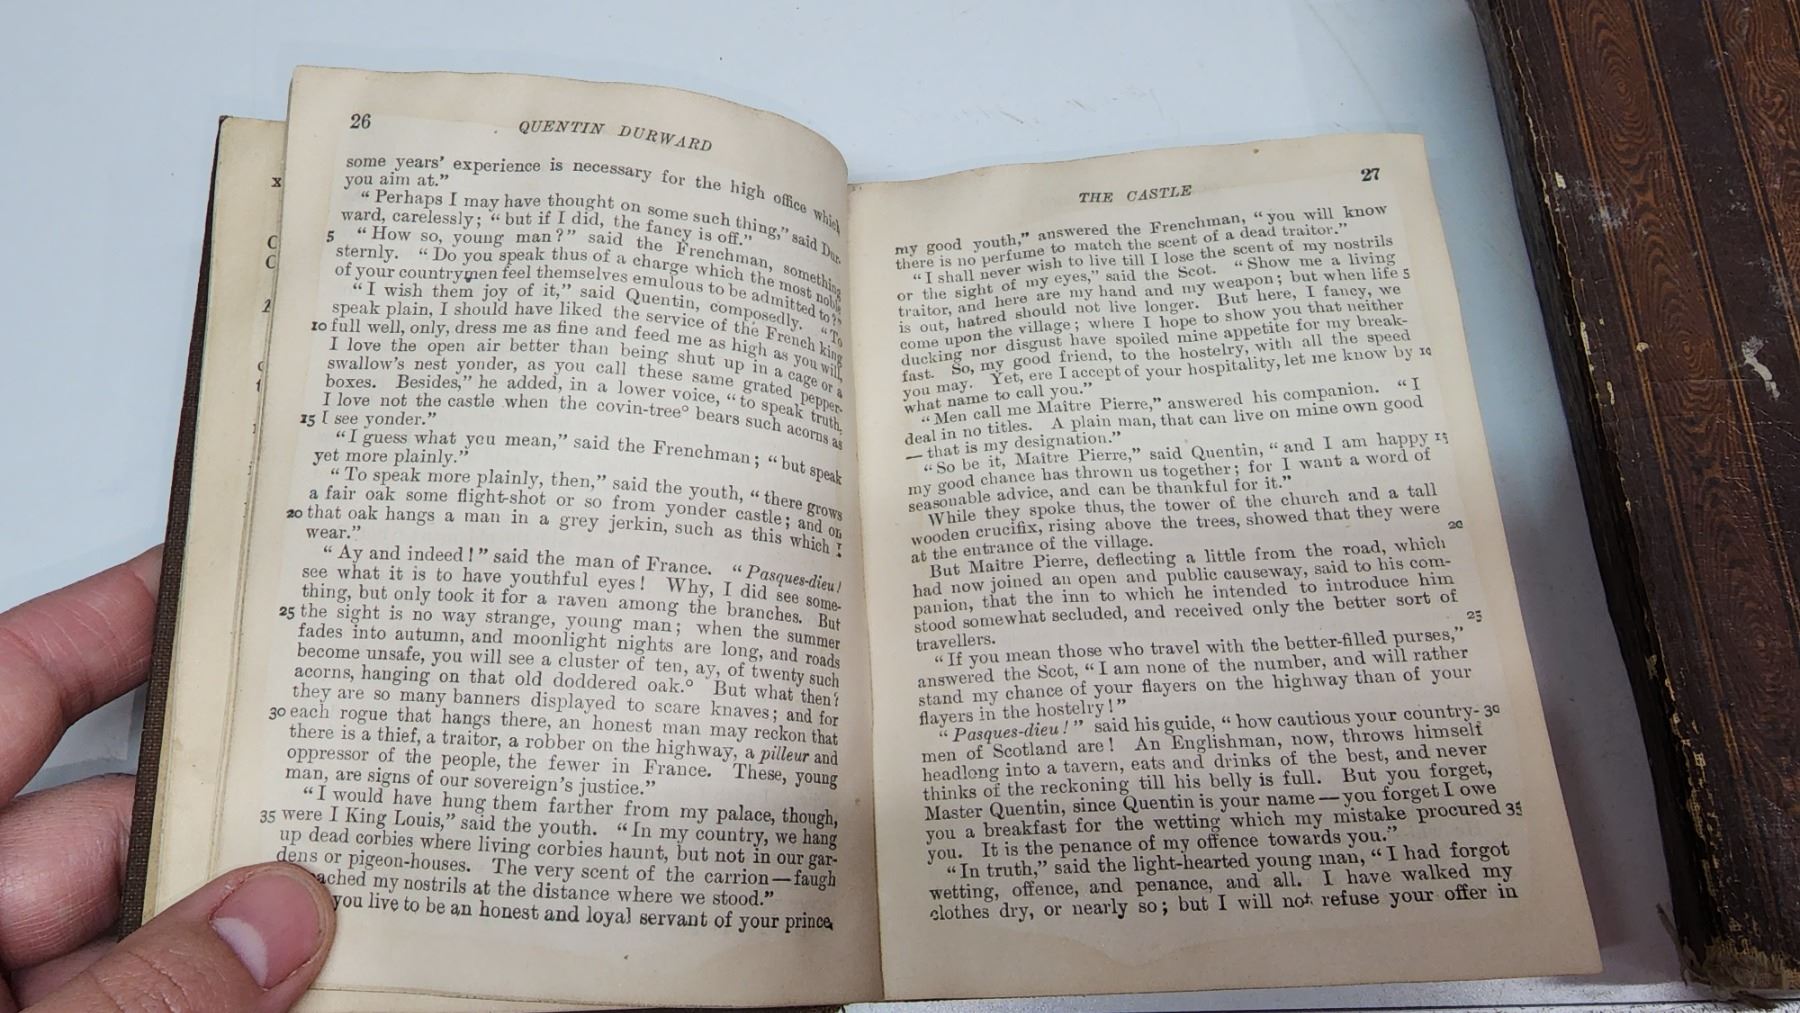 26
QUENTIN DURWARD
some years' experience is necessary for the high office which
you aim at."
"Perhaps I may have thought on some such thing," said Dur-
ward, carelessly; "but if I did, the fancy is off."
5 "How so, young man?" said the Frenchman, something
sternly. "Do you speak thus of a charge which the most noble
of your countrymen feel themselves emulous to be admitted to?"
"I wish them joy of it," said Quentin, composedly. "To
speak plain, I should have liked the service of the French king
10 full well, only, dress me as fine and feed me as high as you will,
I love the open air better than being shut up in a cage or a
swallow's nest yonder, as you call these same grated pepper-
boxes. Besides," he added, in a lower voice, "to speak truth,
I love not the castle when the covin-tree° bears such acorns as
15 I see yonder."
"I guess what you mean," said the Frenchman; "but speak
yet more plainly."
"To speak more plainly, then," said the youth, "there grows
a fair oak some flight-shot or so from yonder castle; and on
20 that oak hangs a man in a grey jerkin, such as this which I
wear."
"Ay and indeed!" said the man of France. "Pasques-dieu!
see what it is to have youthful eyes! Why, I did see some-
thing, but only took it for a raven among the branches. But
25 the sight is no way strange, young man; when the summer
fades into autumn, and moonlight nights are long, and roads
become unsafe, you will see a cluster of ten, ay, of twenty such
acorns, hanging on that old doddered oak.° But what then?
they are so many banners displayed to scare knaves; and for
30 each rogue that hangs there, an honest man may reckon that
there is a thief, a traitor, a robber on the highway, a pilleur and
oppressor of the people, the fewer in France. These, young
man, are signs of our sovereign's justice."
"I would have hung them farther from my palace, though,
35 were I King Louis," said the youth. "In my country, we hang
up dead corbies where living corbies haunt, but not in our gar-
dens or pigeon-houses. The very scent of the carrion — faugh
ached my nostrils at the distance where we stood."
you live to be an honest and loyal servant of your prince,
THE CASTLE
27
my good youth," answered the Frenchman, "you will know
there is no perfume to match the scent of a dead traitor."
"I shall never wish to live till I lose the scent of my nostrils
or the sight of my eyes," said the Scot. "Show me a living
traitor, and here are my hand and my weapon; but when life 5
is out, hatred should not live longer. But here, I fancy, we
come upon the village; where I hope to show you that neither
ducking nor disgust have spoiled mine appetite for my break-
fast. So, my good friend, to the hostelry, with all the speed
you may. Yet, ere I accept of your hospitality, let me know by 10
what name to call you."
"Men call me Maître Pierre," answered his companion. "I
deal in no titles. A plain man, that can live on mine own good
— that is my designation."
"So be it, Maître Pierre," said Quentin, "and I am happy 15
my good chance has thrown us together; for I want a word of
seasonable advice, and can be thankful for it."
While they spoke thus, the tower of the church and a tall
wooden crucifix, rising above the trees, showed that they were
at the entrance of the village. 20
But Maître Pierre, deflecting a little from the road, which
had now joined an open and public causeway, said to his com-
panion, that the inn to which he intended to introduce him
stood somewhat secluded, and received only the better sort of
travellers. 25
"If you mean those who travel with the better-filled purses,"
answered the Scot, "I am none of the number, and will rather
stand my chance of your flayers on the highway than of your
flayers in the hostelry!"
"Pasques-dieu!" said his guide, "how cautious your country- 30
men of Scotland are! An Englishman, now, throws himself
headlong into a tavern, eats and drinks of the best, and never
thinks of the reckoning till his belly is full. But you forget,
Master Quentin, since Quentin is your name — you forget I owe
you a breakfast for the wetting which my mistake procured 35
you. It is the penance of my offence towards you."
"In truth," said the light-hearted young man, "I had forgot
wetting, offence, and penance, and all. I have walked my
clothes dry, or nearly so; but I will not refuse your offer in